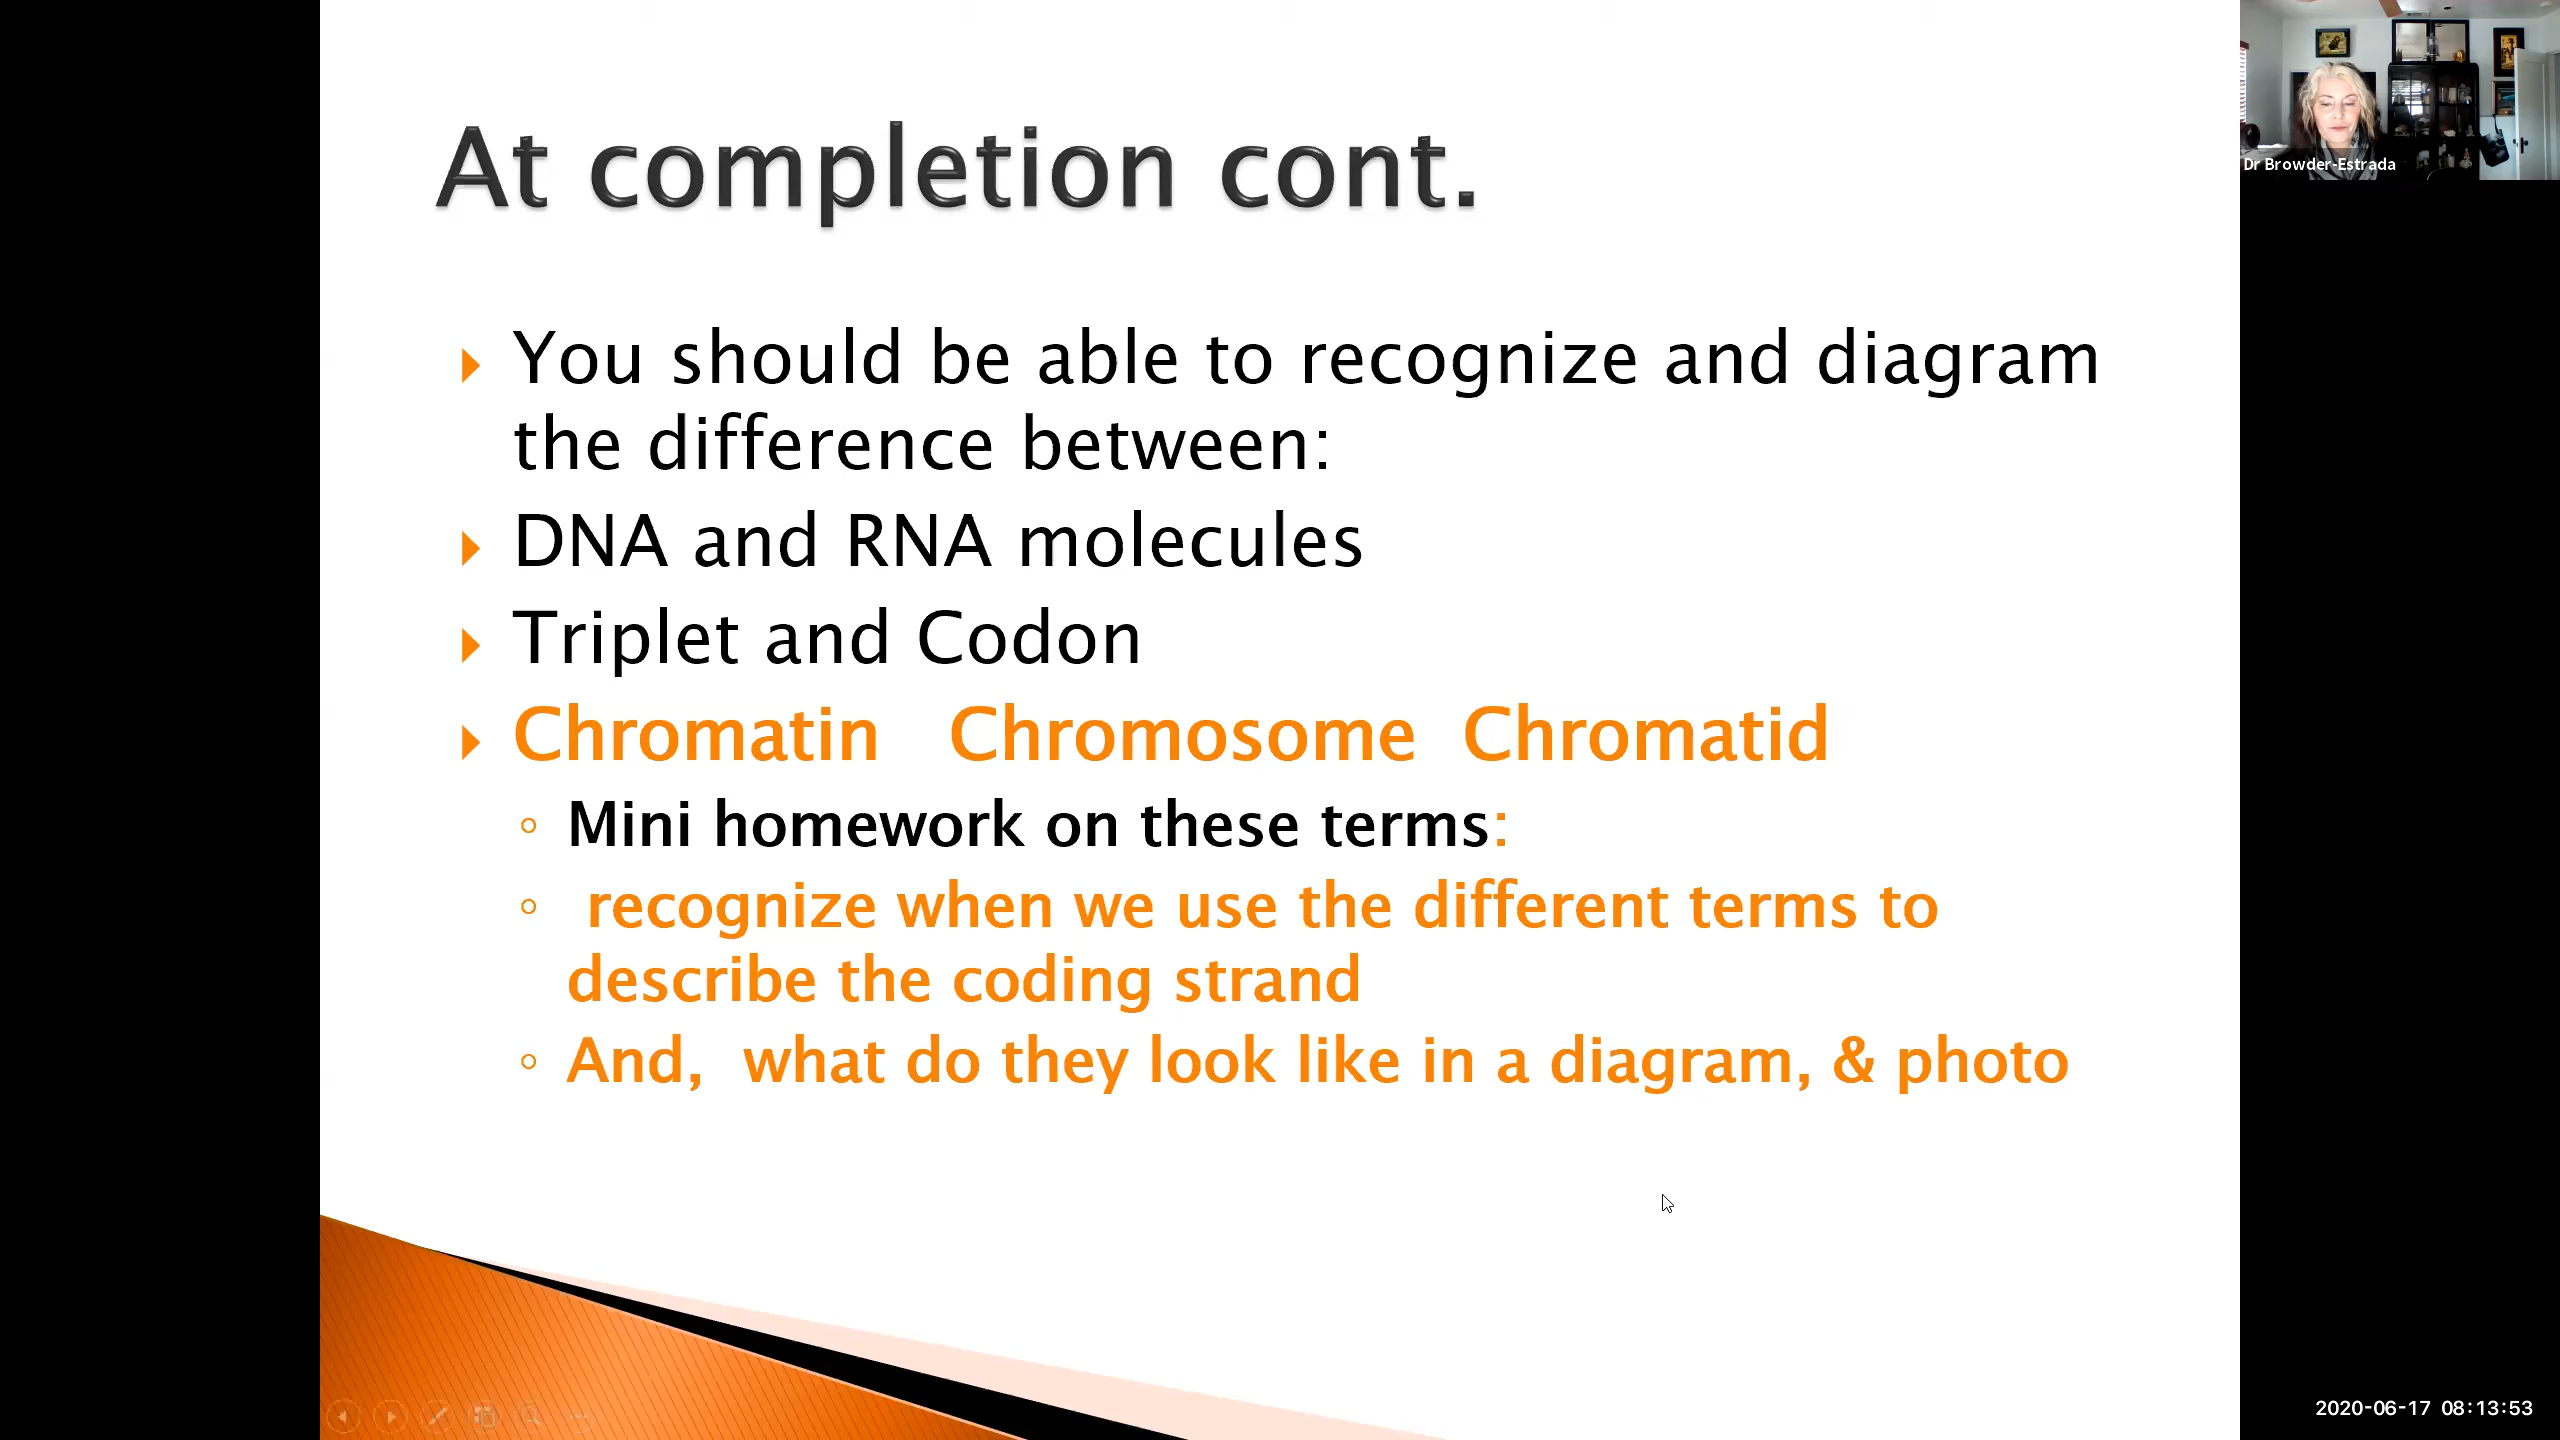 At completion cont.
You should be able to recognize and diagram
the difference between:
DNA and RNA molecules
Triplet and Codon
Chromatin Chromosome Chromatid
Mini homework on these terms:
recognize when we use the different terms to
describe the coding strand
And, what do they look like in a diagram, & photo
Dr Browder-Estrada
2020-06-17 08:13:53